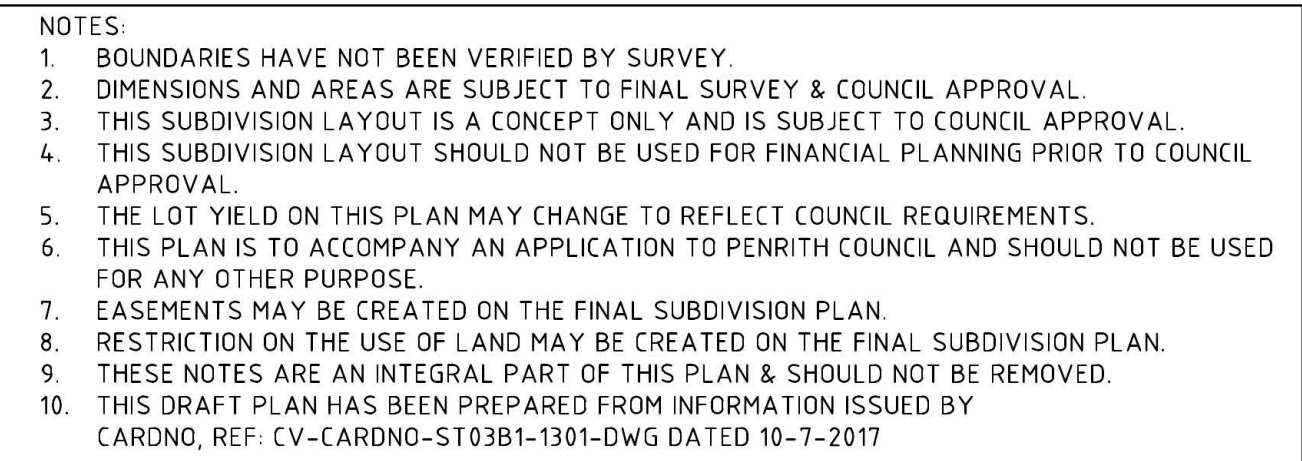 NOTES:
1. BOUNDARIES HAVE NOT BEEN VERIFIED BY SURVEY.
2. DIMENSIONS AND AREAS ARE SUBJECT TO FINAL SURVEY & COUNCIL APPROVAL.
3. THIS SUBDIVISION LAYOUT IS A CONCEPT ONLY AND IS SUBJECT TO COUNCIL APPROVAL.
4. THIS SUBDIVISION LAYOUT SHOULD NOT BE USED FOR FINANCIAL PLANNING PRIOR TO COUNCIL
APPROVAL.
5. THE LOT YIELD ON THIS PLAN MAY CHANGE TO REFLECT COUNCIL REQUIREMENTS.
6. THIS PLAN IS TO ACCOMPANY AN APPLICATION TO PENRITH COUNCIL AND SHOULD NOT BE USED
FOR ANY OTHER PURPOSE.
7. EASEMENTS MAY BE CREATED ON THE FINAL SUBDIVISION PLAN.
8. RESTRICTION ON THE USE OF LAND MAY BE CREATED ON THE FINAL SUBDIVISION PLAN.
9. THESE NOTES ARE AN INTEGRAL PART OF THIS PLAN & SHOULD NOT BE REMOVED.
10. THIS DRAFT PLAN HAS BEEN PREPARED FROM INFORMATION ISSUED BY
CARDNO, REF: CV-CARDNO-ST03B1-1301-DWG DATED 10-7-2017